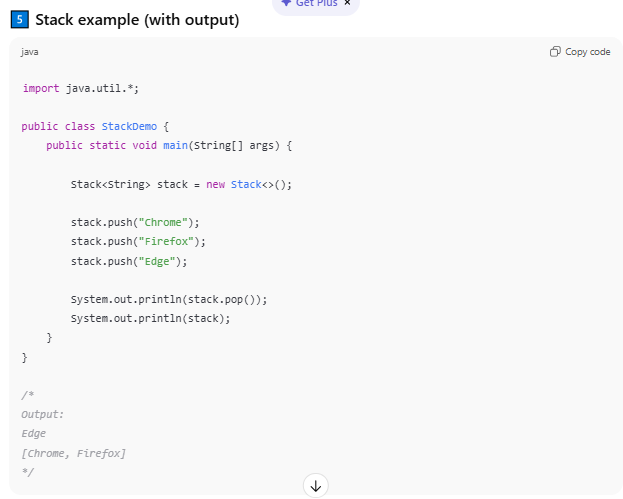 Get Plus ×
5 Stack example (with output)
java
Copy code
import java.util.*;
public class StackDemo {
public static void main(String[] args) {
Stack<String> stack = new Stack<>();
stack.push("Chrome");
stack.push("Firefox");
stack.push("Edge");
System.out.println(stack.pop());
System.out.println(stack);
}
}
/*
Output:
Edge
[Chrome, Firefox]
*/